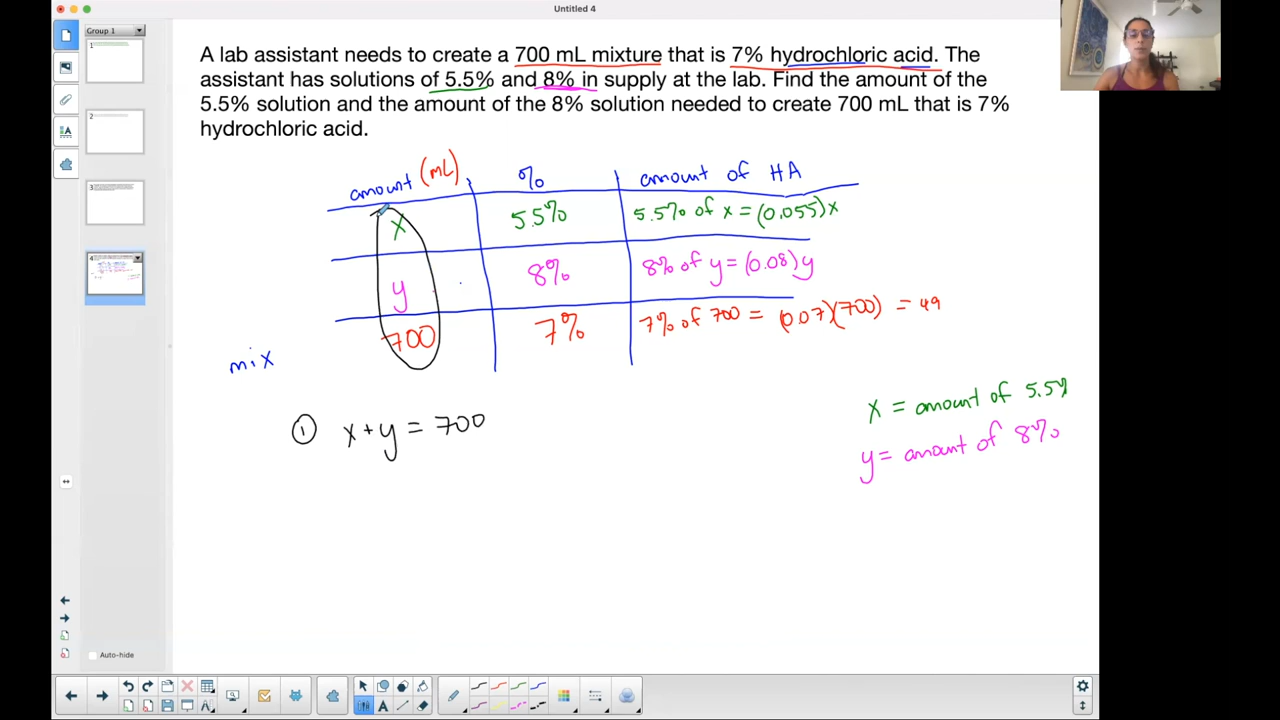 Untitled 4
Group 1
1
2
3
4
A lab assistant needs to create a 700 mL mixture that is 7% hydrochloric acid. The
assistant has solutions of 5.5% and 8% in supply at the lab. Find the amount of the
5.5% solution and the amount of the 8% solution needed to create 700 mL that is 7%
hydrochloric acid.
amount (mL) % amount of HA
x 5.5% 5.5% of x = (0.055)x
y 8% 8% of y = (0.08)y
700 7% 7% of 700 = (0.07)(700) = 49
mix
x = amount of 5.5%
① x+y = 700
y = amount of 8%
Auto-hide